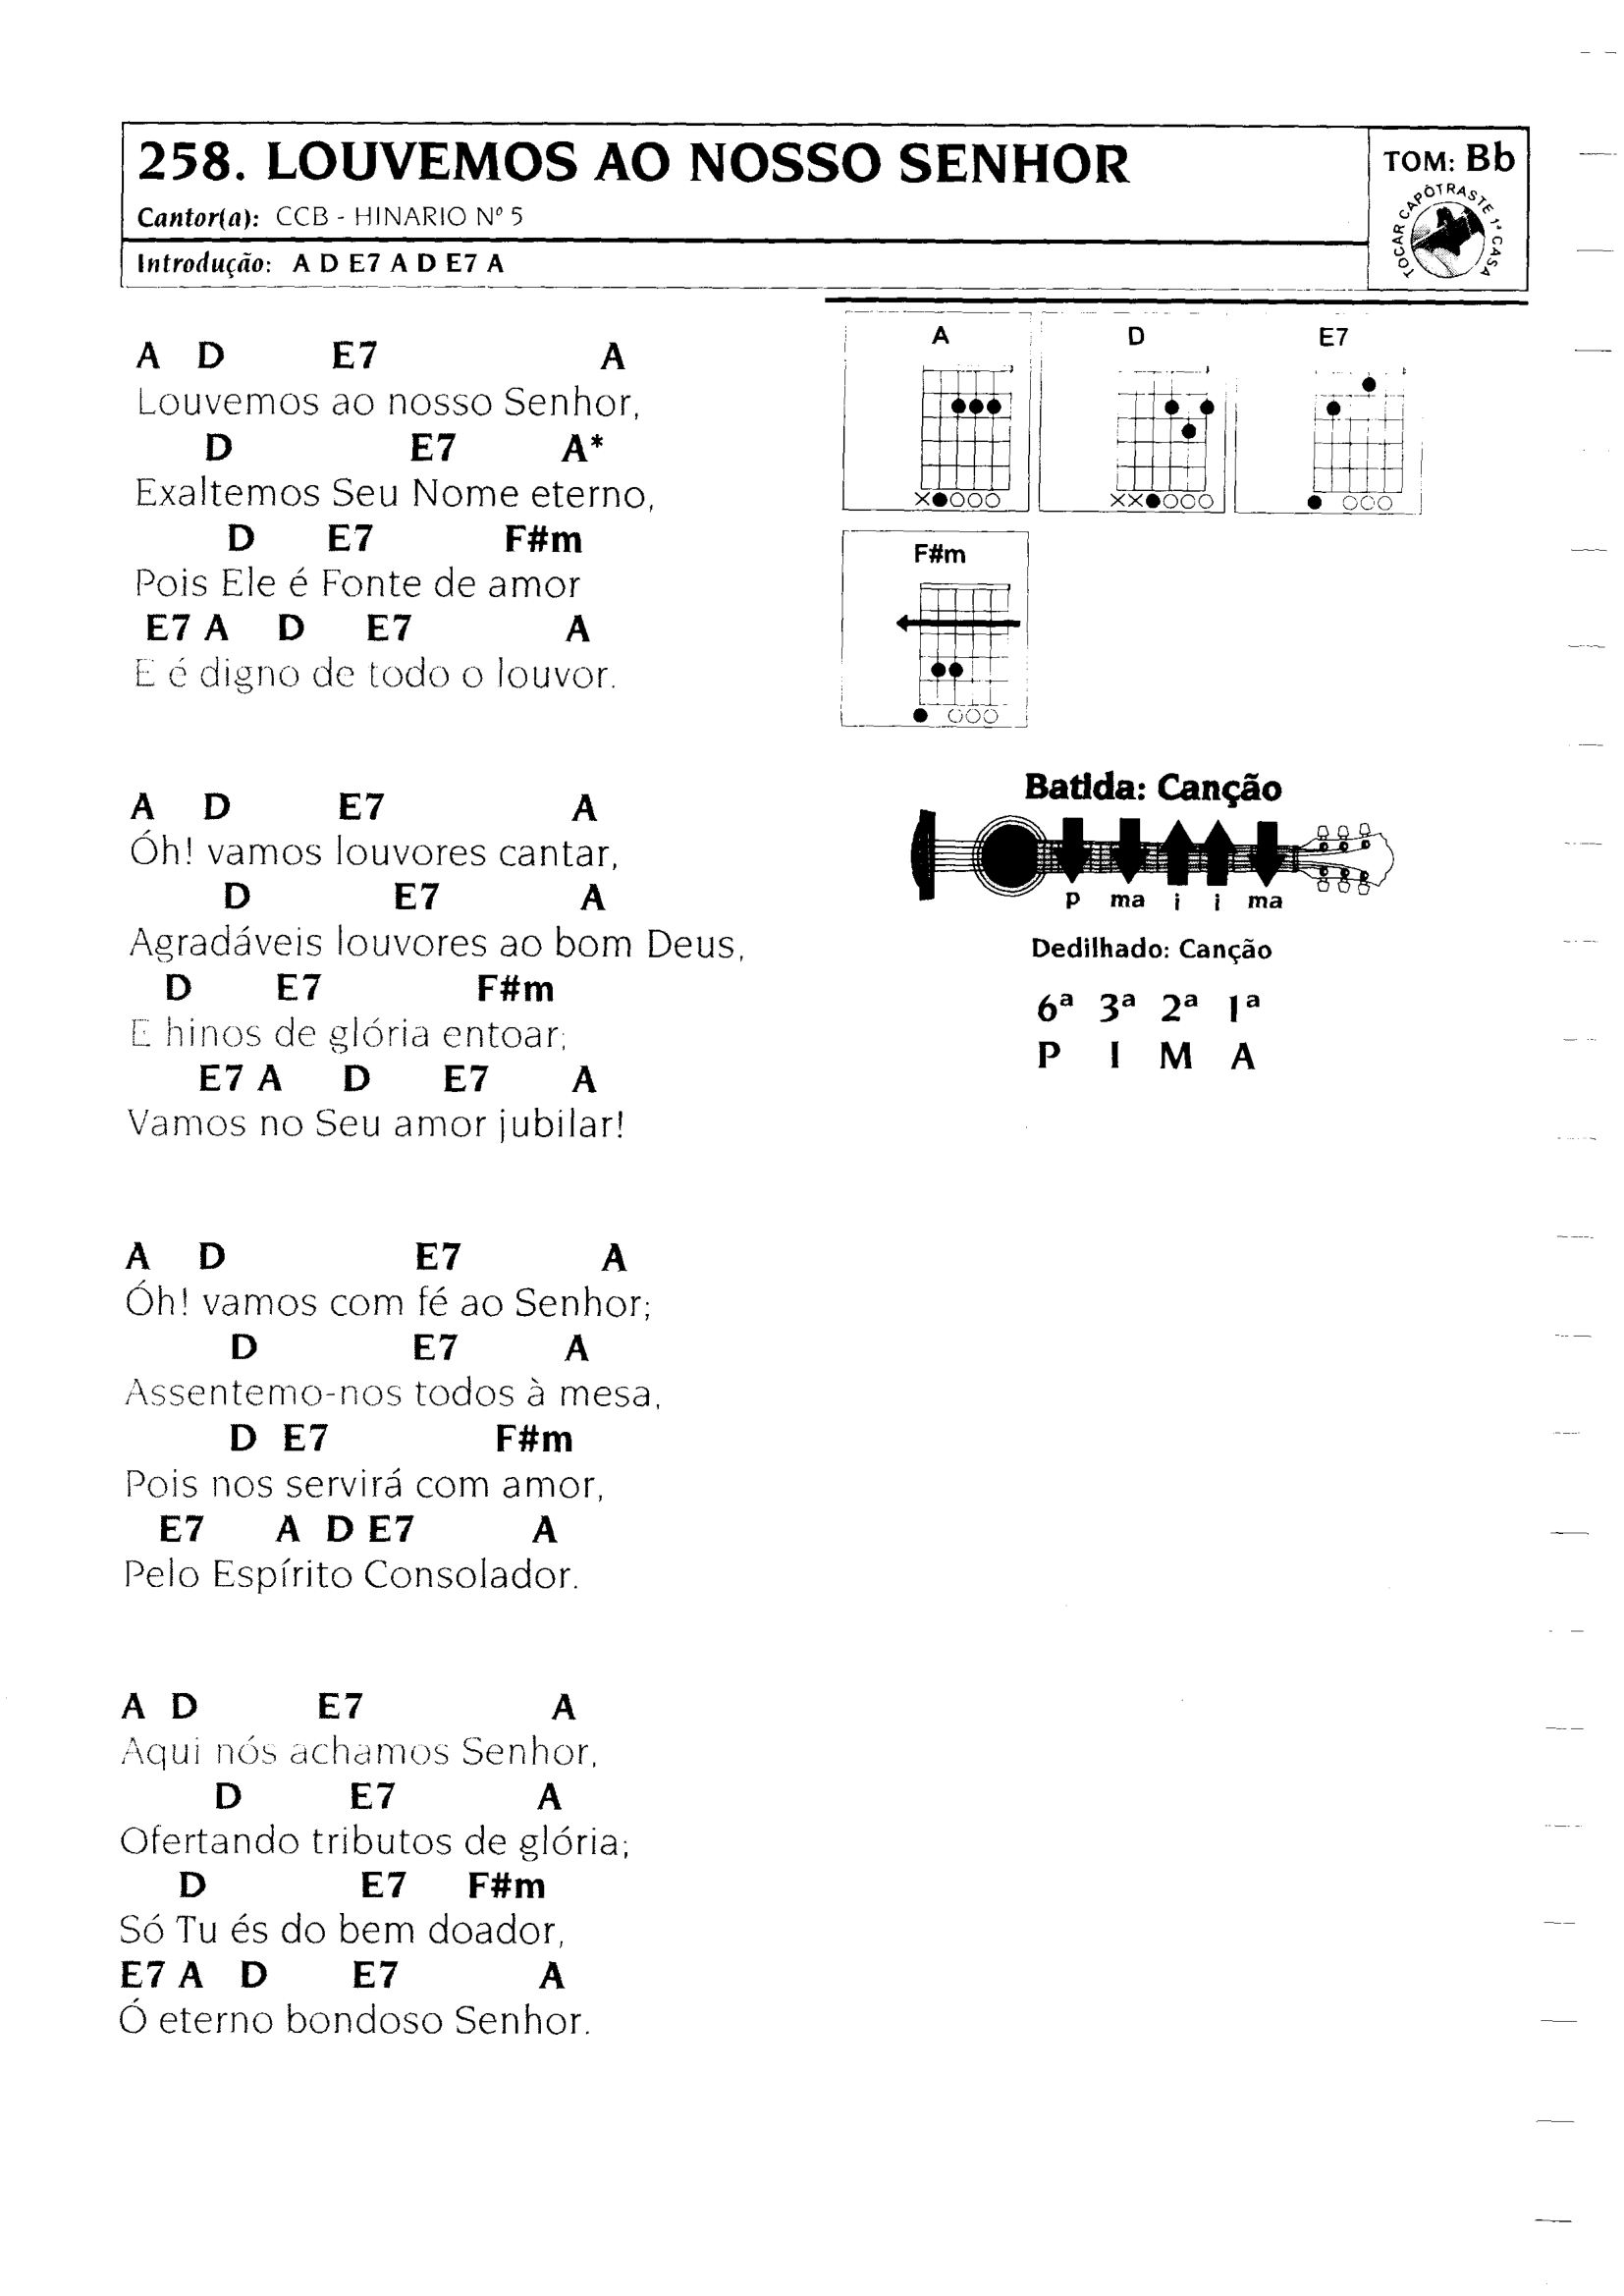 258. LOUVEMOS AO NOSSO SENHOR
Cantor(a): CCB - HINARIO Nº 5
Introdução: A D E7 A D E7 A
TOM: Bb
TOCAR CAPÔTRASTE 1ª CASA
A D E7 A
Louvemos ao nosso Senhor,
D E7 A*
Exaltemos Seu Nome eterno,
D E7 F#m
Pois Ele é Fonte de amor
E7 A D E7 A
E é digno de todo o louvor.
A D E7 A
Óh! vamos louvores cantar,
D E7 A
Agradáveis louvores ao bom Deus,
D E7 F#m
E hinos de glória entoar;
E7 A D E7 A
Vamos no Seu amor jubilar!
A D E7 A
Óh! vamos com fé ao Senhor;
D E7 A
Assentemo-nos todos à mesa,
D E7 F#m
Pois nos servirá com amor,
E7 A D E7 A
Pelo Espírito Consolador.
A D E7 A
Aqui nós achamos Senhor,
D E7 A
Ofertando tributos de glória;
D E7 F#m
Só Tu és do bem doador,
E7 A D E7 A
Ó eterno bondoso Senhor.
A D E7
X XX
F#m
Batida: Canção
p ma i i ma
Dedilhado: Canção
6ª 3ª 2ª 1ª
P I M A